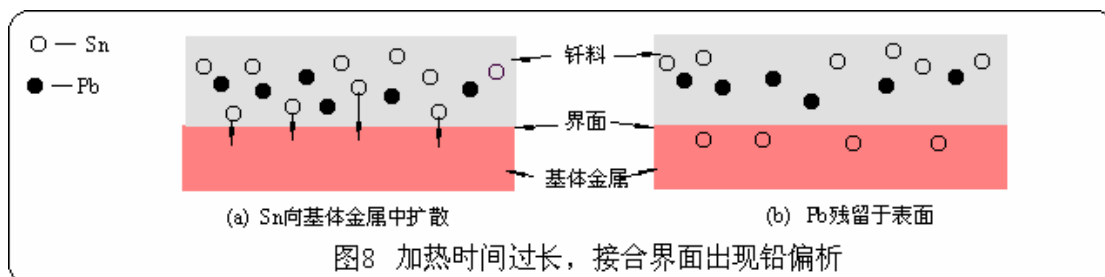 ○ — Sn
● — Pb
钎料
界面
基体金属
(a) Sn向基体金属中扩散
(b) Pb残留于表面
图8 加热时间过长，接合界面出现铅偏析